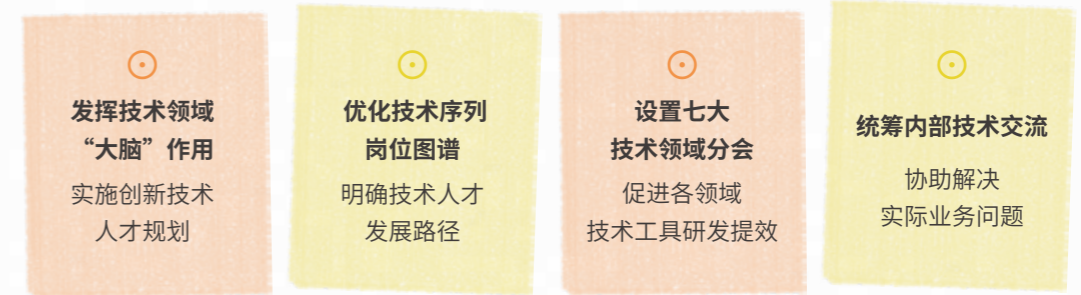 发挥技术领域
“大脑”作用
实施创新技术
人才规划
优化技术序列
岗位图谱
明确技术人才
发展路径
设置七大
技术领域分会
促进各领域
技术工具研发提效
统筹内部技术交流
协助解决
实际业务问题